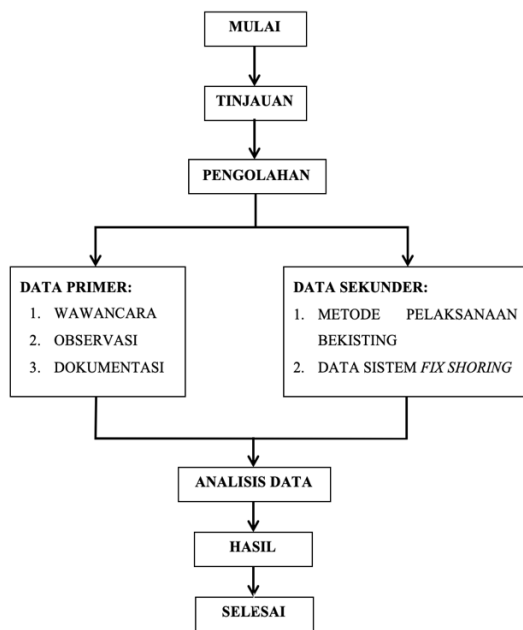 MULAI
TINJAUAN
PENGOLAHAN
DATA PRIMER:
1. WAWANCARA
2. OBSERVASI
3. DOKUMENTASI
DATA SEKUNDER:
1. METODE PELAKSANAAN
BEKISTING
2. DATA SISTEM FIX SHORING
ANALISIS DATA
HASIL
SELESAI